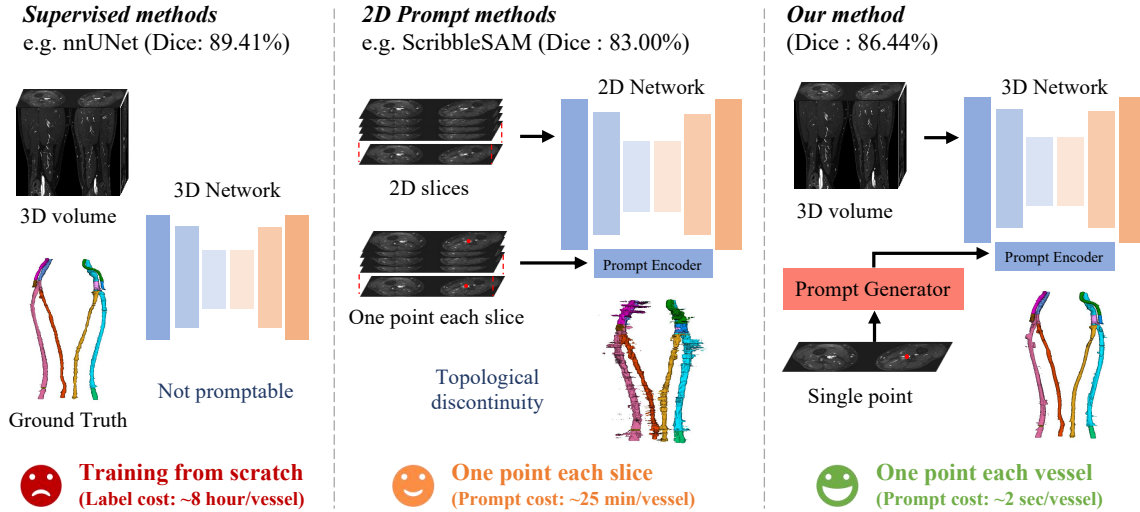 Supervised methods
e.g. nnUNet (Dice: 89.41%)
3D volume
3D Network
Not promptable
Ground Truth
Training from scratch
(Label cost: ~8 hour/vessel)
2D Prompt methods
e.g. ScribbleSAM (Dice : 83.00%)
2D Network
2D slices
Prompt Encoder
One point each slice
Topological
discontinuity
One point each slice
(Prompt cost: ~25 min/vessel)
Our method
(Dice : 86.44%)
3D Network
3D volume
Prompt Encoder
Prompt Generator
Single point
One point each vessel
(Prompt cost: ~2 sec/vessel)